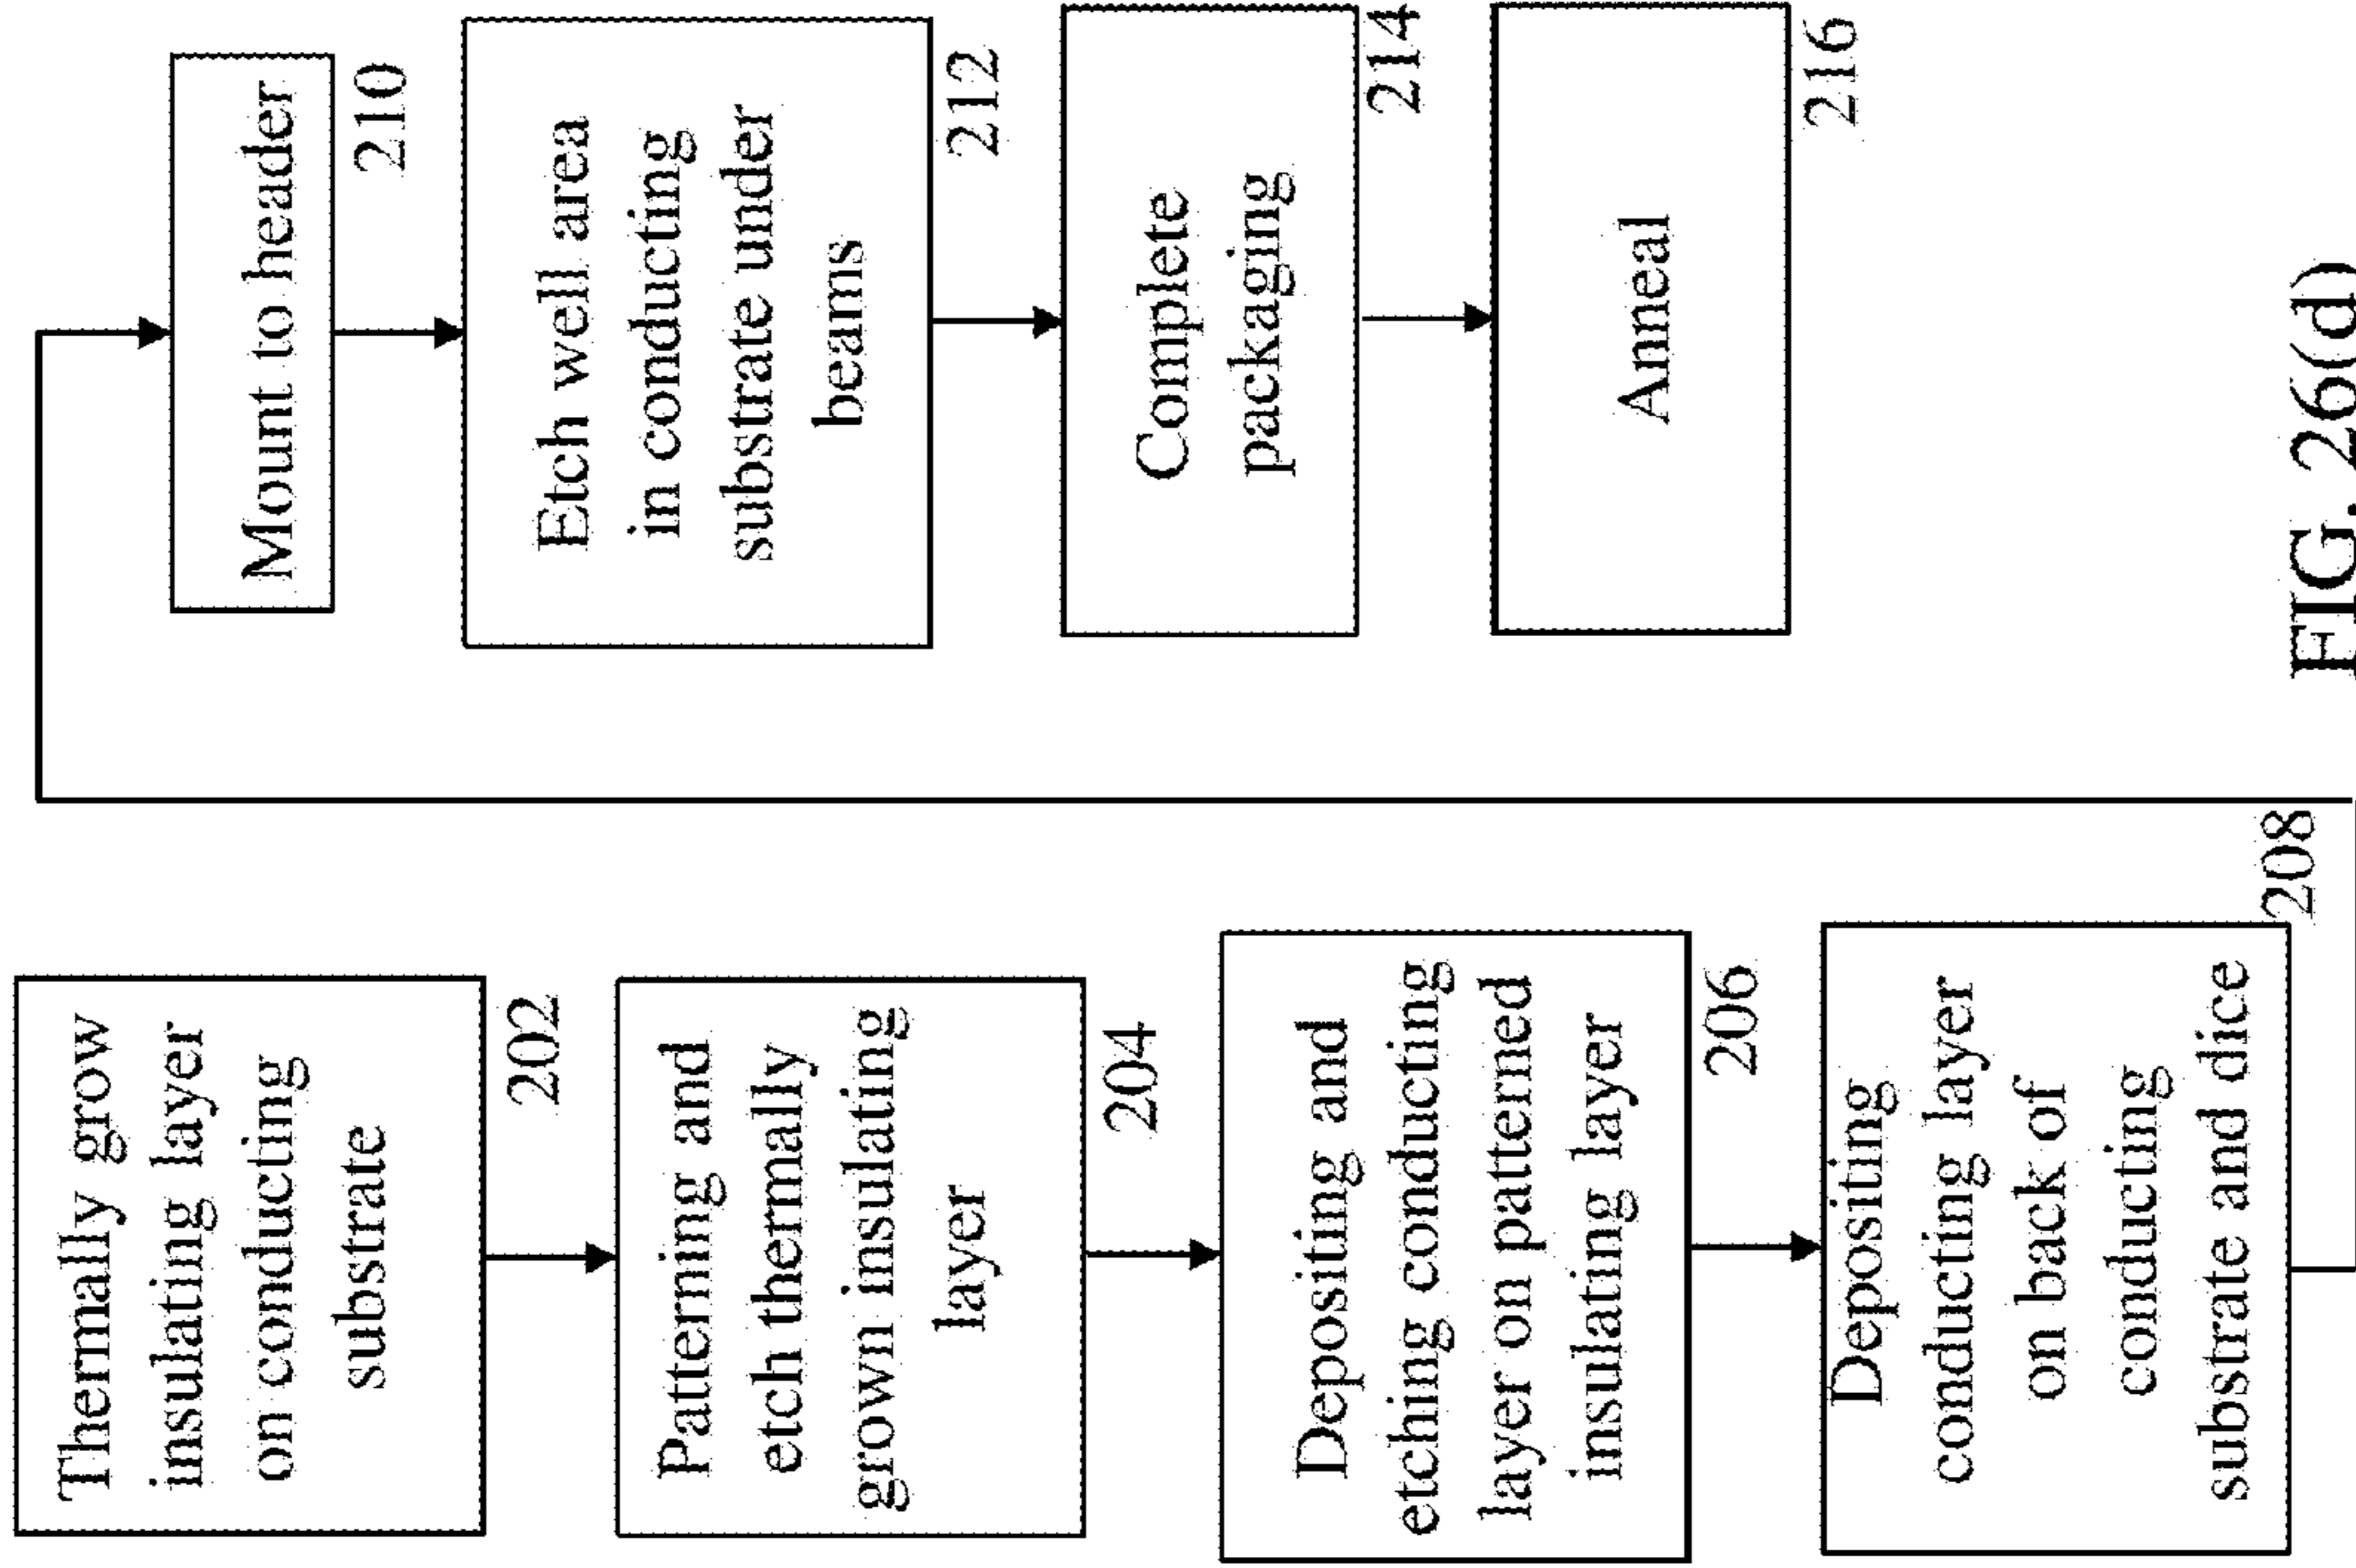 Thermally grow
insulating layer
on conducting
substrate
202
Patterning and
etch thermally
grown insulating
layer
204
Depositing and
etching conducting
layer on patterned
insulating layer
206
Depositing
conducting layer
on back of
conducting
substrate and dice
208
Mount to header
210
Etch well area
in conducting
substrate under
beams
212
Complete
packaging
214
Anneal
216
FIG. 26(d)